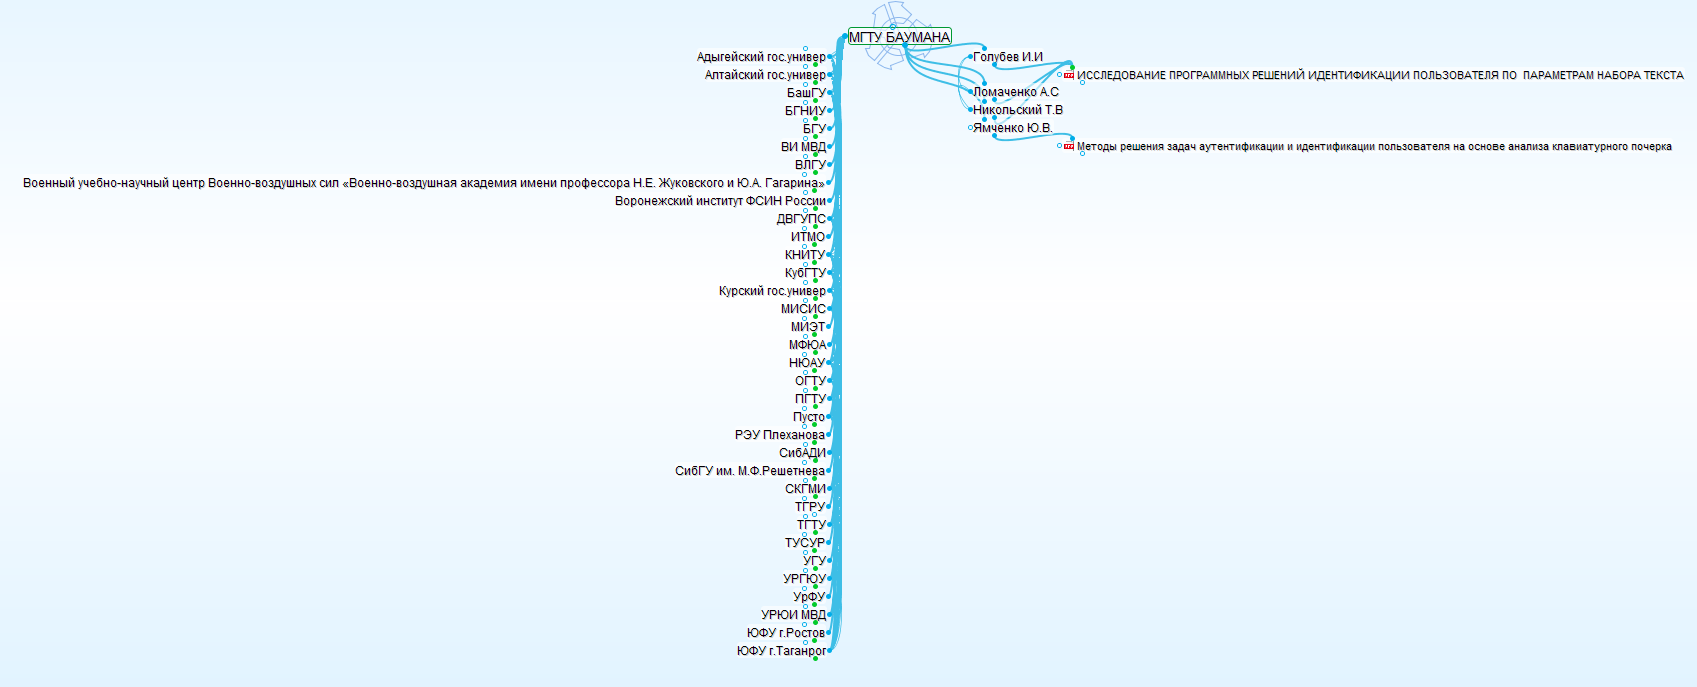 МГТУ БАУМАНА
Адыгейский гос.универ
Алтайский гос.универ
БашГУ
БГНИУ
БГУ
ВИ МВД
ВЛГУ
Военный учебно-научный центр Военно-воздушных сил «Военно-воздушная академия имени профессора Н.Е. Жуковского и Ю.А. Гагарина»
Воронежский институт ФСИН России
ДВГУПС
ИТМО
КНИТУ
КубГТУ
Курский гос.универ
МИСИС
МИЭТ
МФЮА
НЮАУ
ОГТУ
ПГТУ
Пусто
РЭУ Плеханова
СибАДИ
СибГУ им. М.Ф.Решетнева
СКГМИ
ТГРУ
ТГТУ
ТУСУР
УГУ
УРГЮУ
УрФУ
УРЮИ МВД
ЮФУ г.Ростов
ЮФУ г.Таганрог
Голубев И.И
ИССЛЕДОВАНИЕ ПРОГРАММНЫХ РЕШЕНИЙ ИДЕНТИФИКАЦИИ ПОЛЬЗОВАТЕЛЯ ПО ПАРАМЕТРАМ НАБОРА ТЕКСТА
Ломаченко А.С
Никольский Т.В
Ямченко Ю.В.
Методы решения задач аутентификации и идентификации пользователя на основе анализа клавиатурного почерка